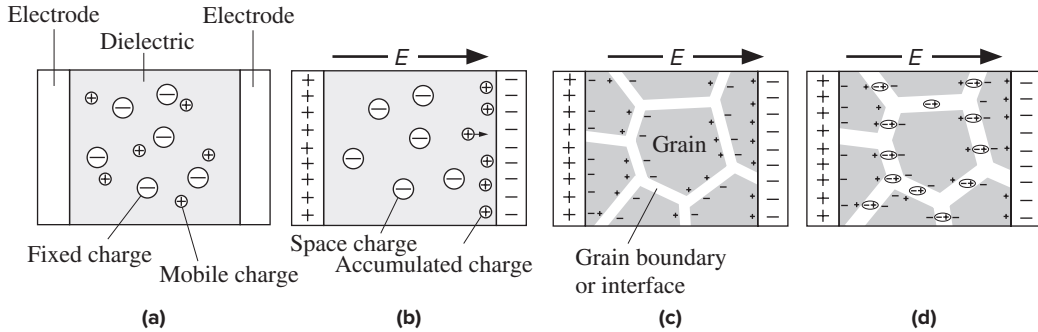 Electrode
Electrode
Dielectric
Fixed charge
Mobile charge
(a)
E
Space charge
Accumulated charge
(b)
E
Grain
Grain boundary
or interface
(c)
E
(d)